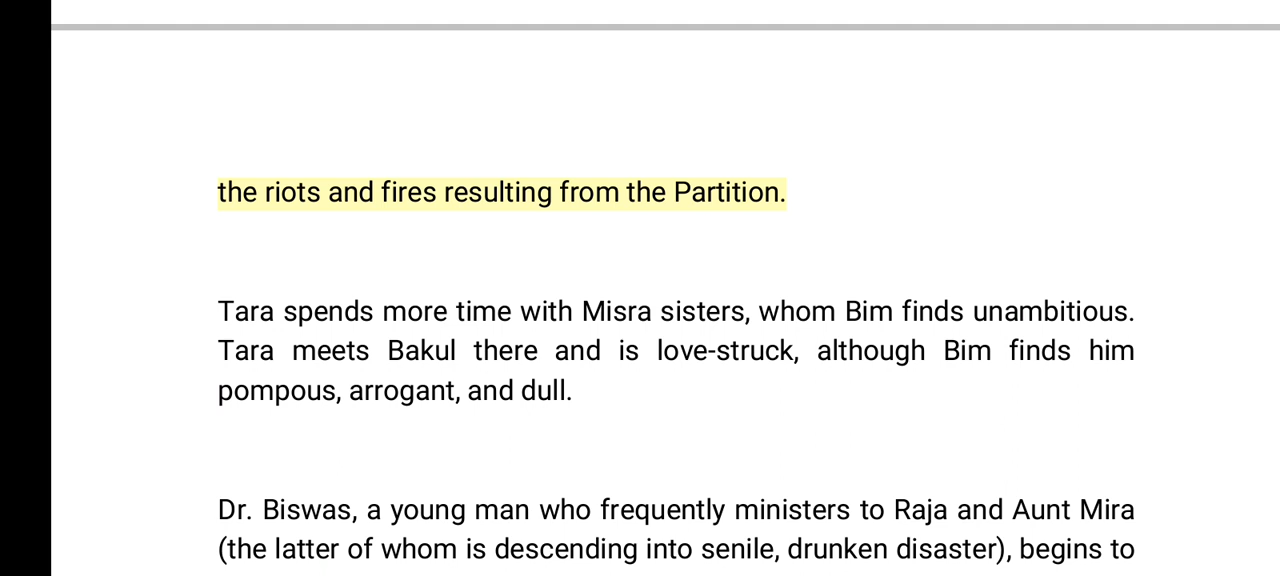 the riots and fires resulting from the Partition.
Tara spends more time with Misra sisters, whom Bim finds unambitious.
Tara meets Bakul there and is love-struck, although Bim finds him
pompous, arrogant, and dull.
Dr. Biswas, a young man who frequently ministers to Raja and Aunt Mira
(the latter of whom is descending into senile, drunken disaster), begins to